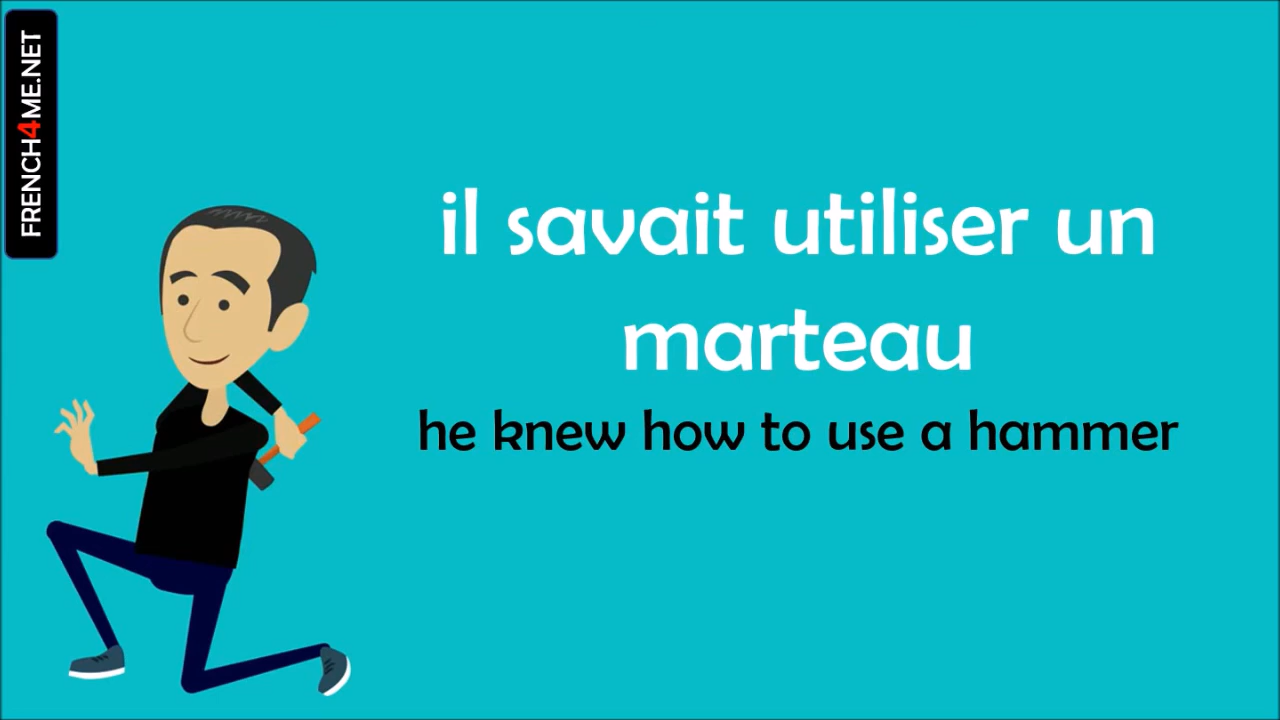 FRENCH4ME.NET
il savait utiliser un
marteau
he knew how to use a hammer